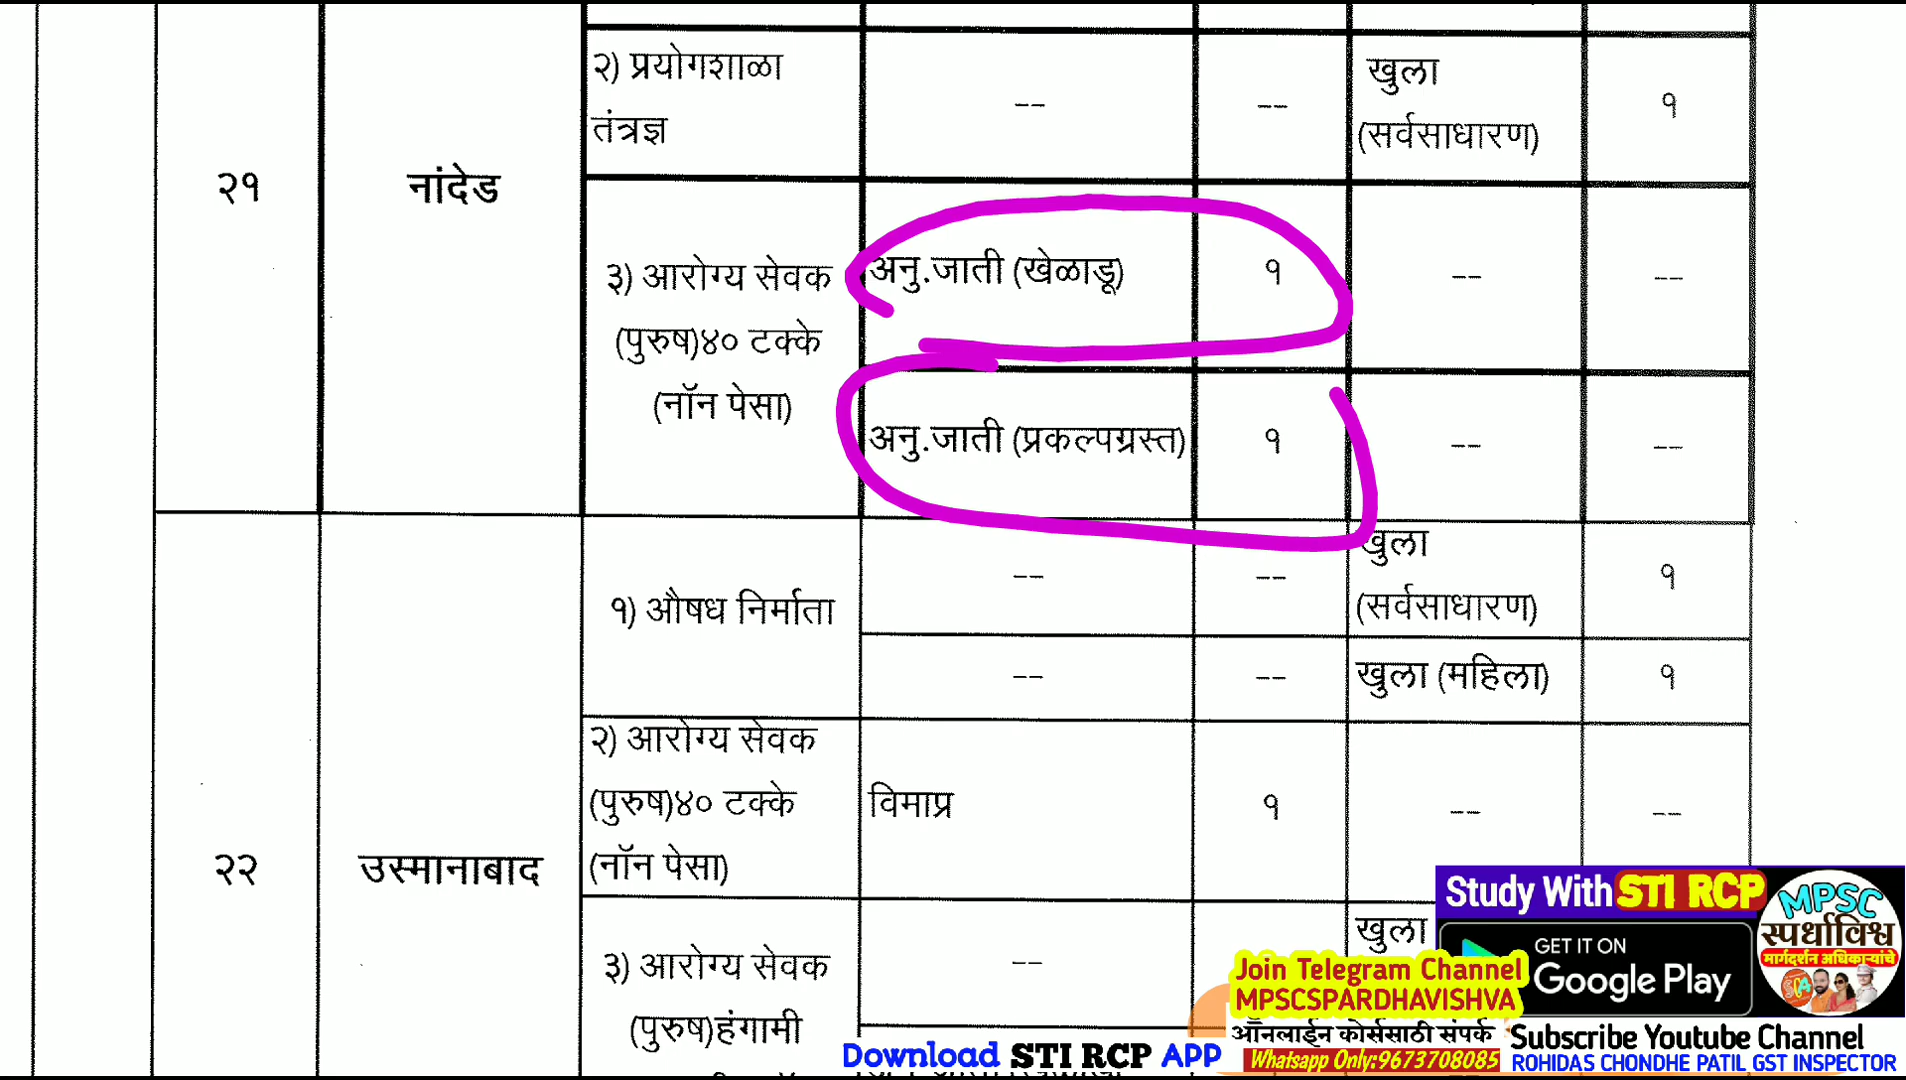 २) प्रयोगशाळा
तंत्रज्ञ
--
--
खुला
(सर्वसाधारण)
१
२१
नांदेड
३) आरोग्य सेवक
(पुरुष)४० टक्के
(नॉन पेसा)
अनु.जाती (खेळाडू)
१
--
--
अनु.जाती (प्रकल्पग्रस्त)
१
--
--
१) औषध निर्माता
--
--
खुला
(सर्वसाधारण)
१
--
--
खुला (महिला)
१
२२
उस्मानाबाद
२) आरोग्य सेवक
(पुरुष)४० टक्के
(नॉन पेसा)
विमाप्र
१
--
--
३) आरोग्य सेवक
(पुरुष)हंगामी
--
खुला
Study With STI RCP
GET IT ON
Google Play
MPSC
स्पर्धाविश्व
मार्गदर्शन अधिकाऱ्यांचे
Join Telegram Channel
MPSCSPARDHAVISHVA
ऑनलाईन कोर्ससाठी संपर्क
Whatsapp Only:9673708085
Download STI RCP APP
Subscribe Youtube Channel
ROHIDAS CHONDHE PATIL GST INSPECTOR